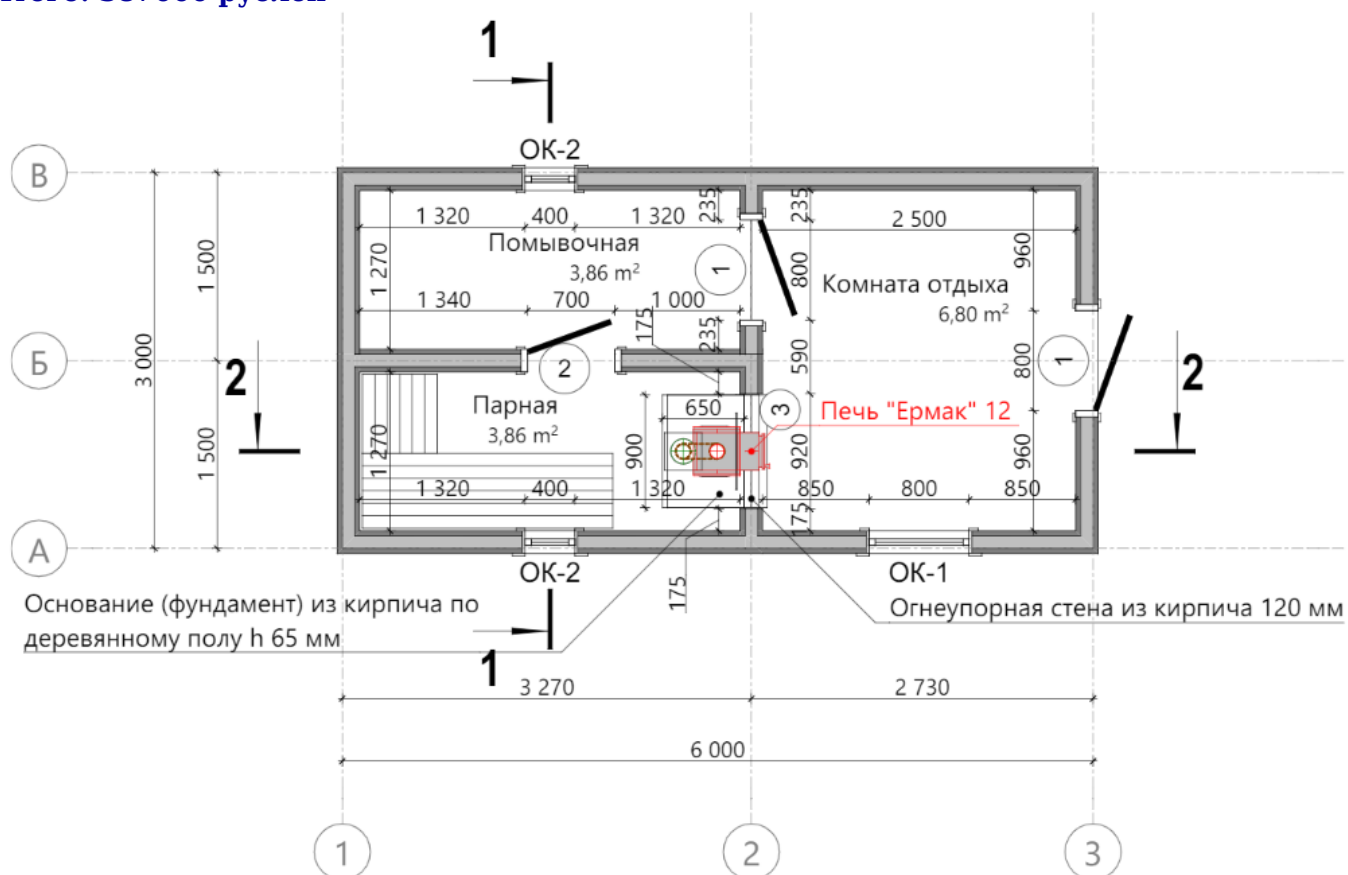 1
ОК-2
В
235
235
1 320
400
1 320
2 500
Помывочная
3,86 m²
1 500
1 270
1
800
Комната отдыха
6,80 m²
960
1 340
700
1 000
175
235
3 000
Б
2
2
590
800
1
2
Парная
3,86 m²
650
3
Печь "Ермак" 12
1 500
1 270
900
920
960
1 320
400
1 320
850
800
850
175
А
ОК-2
175
ОК-1
Основание (фундамент) из кирпича по
деревянному полу h 65 мм
Огнеупорная стена из кирпича 120 мм
1
3 270
2 730
6 000
1
2
3